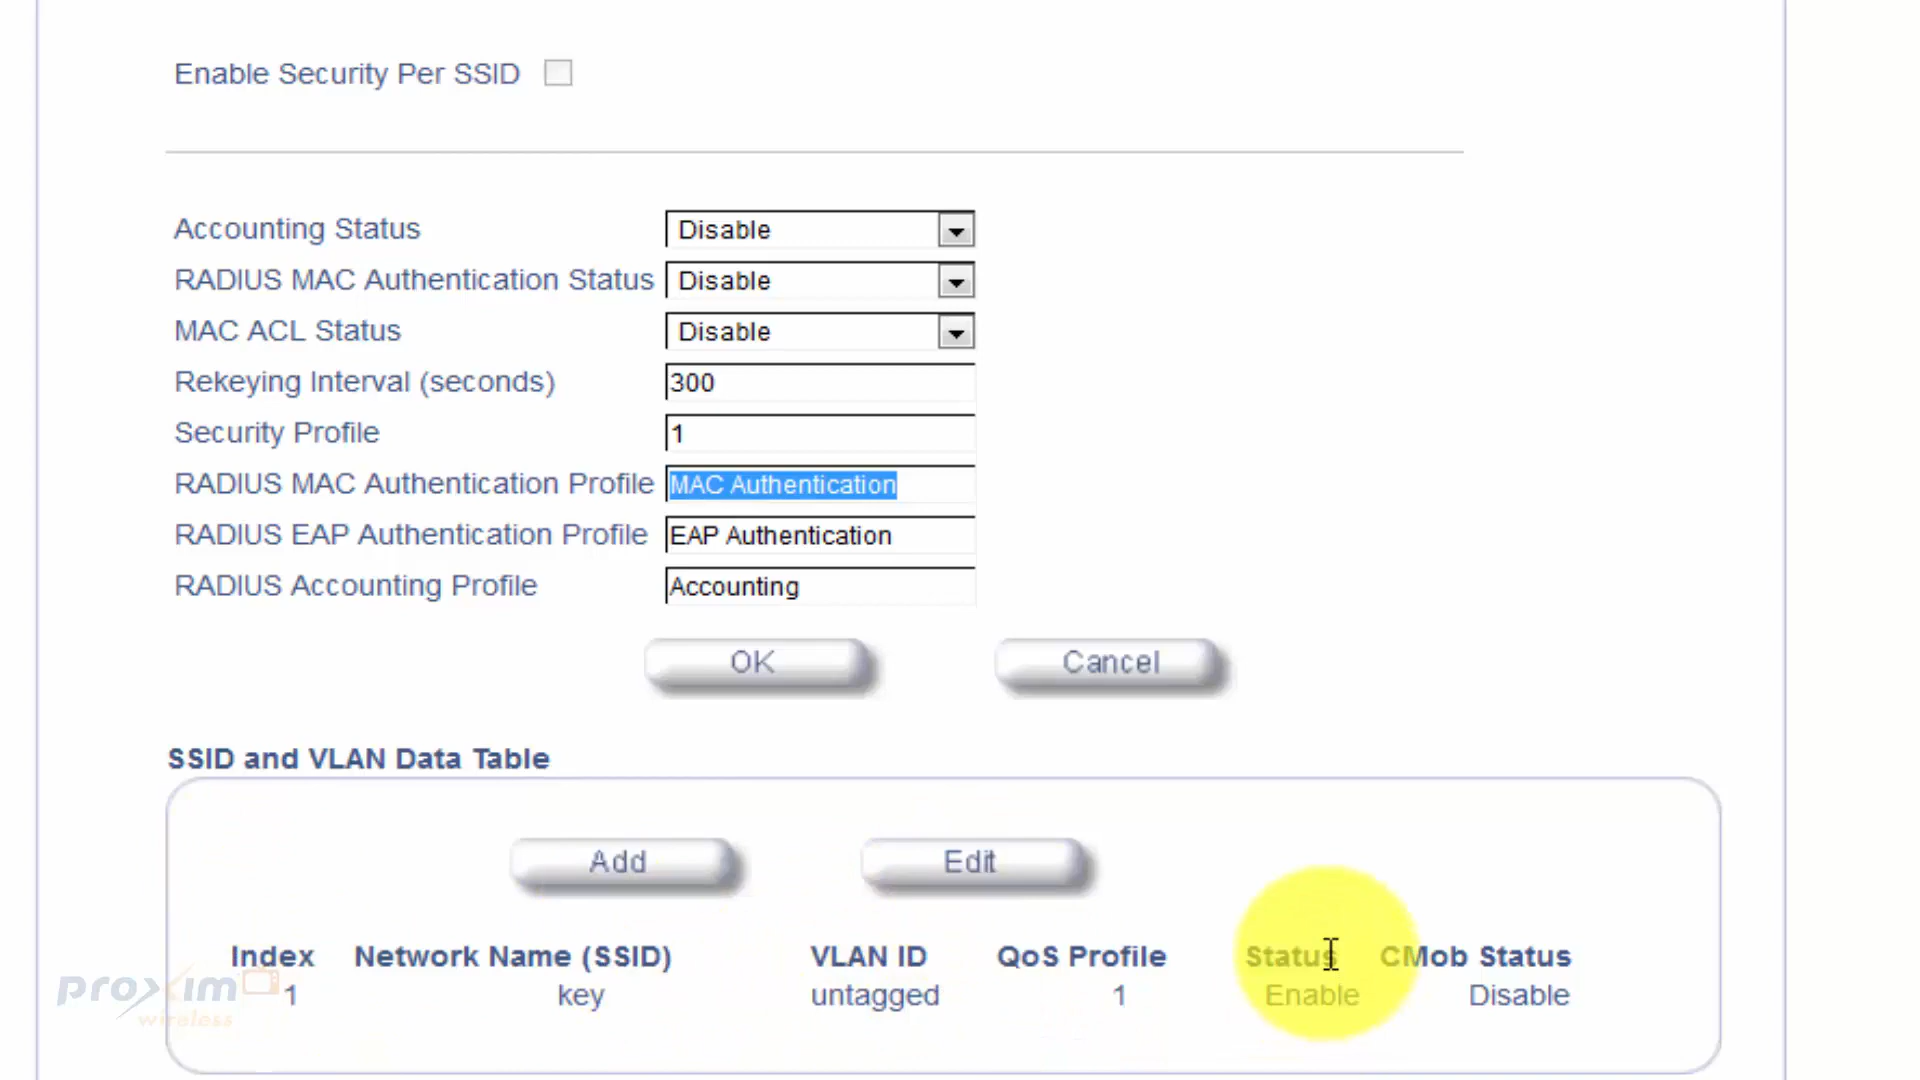 Enable Security Per SSID
Accounting Status Disable
RADIUS MAC Authentication Status Disable
MAC ACL Status Disable
Rekeying Interval (seconds) 300
Security Profile 1
RADIUS MAC Authentication Profile MAC Authentication
RADIUS EAP Authentication Profile EAP Authentication
RADIUS Accounting Profile Accounting
OK Cancel
SSID and VLAN Data Table
Add Edit
Index Network Name (SSID) VLAN ID QoS Profile Status CMob Status
1 key untagged 1 Enable Disable
proxim
wireless